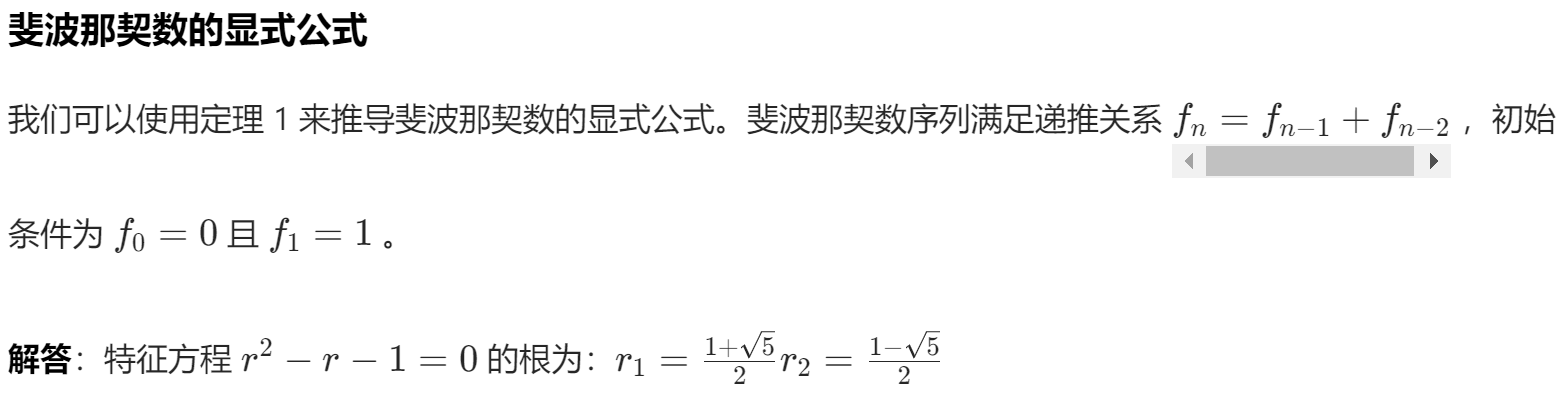 斐波那契数的显式公式
我们可以使用定理 1 来推导斐波那契数的显式公式。斐波那契数序列满足递推关系 $f_n = f_{n-1} + f_{n-2}$ ，初始
条件为 $f_0 = 0$ 且 $f_1 = 1$ 。
解答：特征方程 $r^2 - r - 1 = 0$ 的根为：$r_1 = \frac{1+\sqrt{5}}{2} r_2 = \frac{1-\sqrt{5}}{2}$